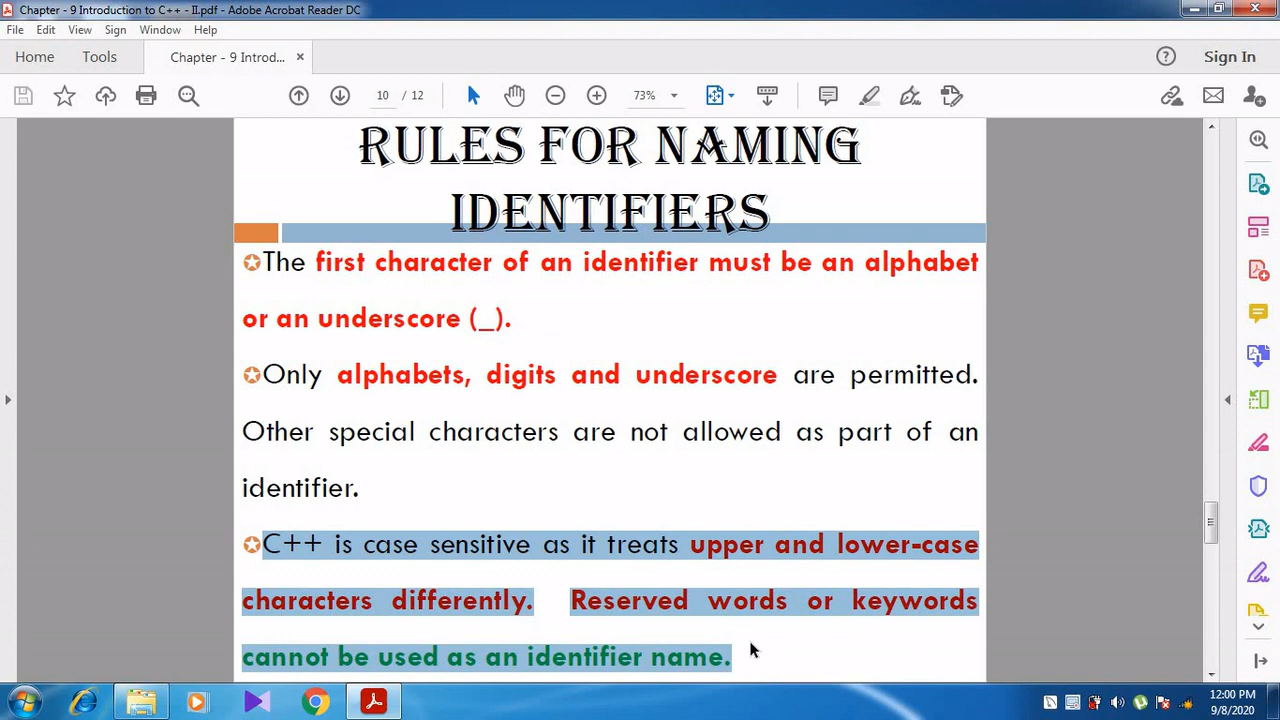 Chapter - 9 Introduction to C++ - II.pdf - Adobe Acrobat Reader DC
File Edit View Sign Window Help
Home Tools Chapter - 9 Introd... × Sign In
10 / 12 73%
RULES FOR NAMING
IDENTIFIERS
The first character of an identifier must be an alphabet
or an underscore (_).
Only alphabets, digits and underscore are permitted.
Other special characters are not allowed as part of an
identifier.
C++ is case sensitive as it treats upper and lower-case
characters differently. Reserved words or keywords
cannot be used as an identifier name.
12:00 PM
9/8/2020